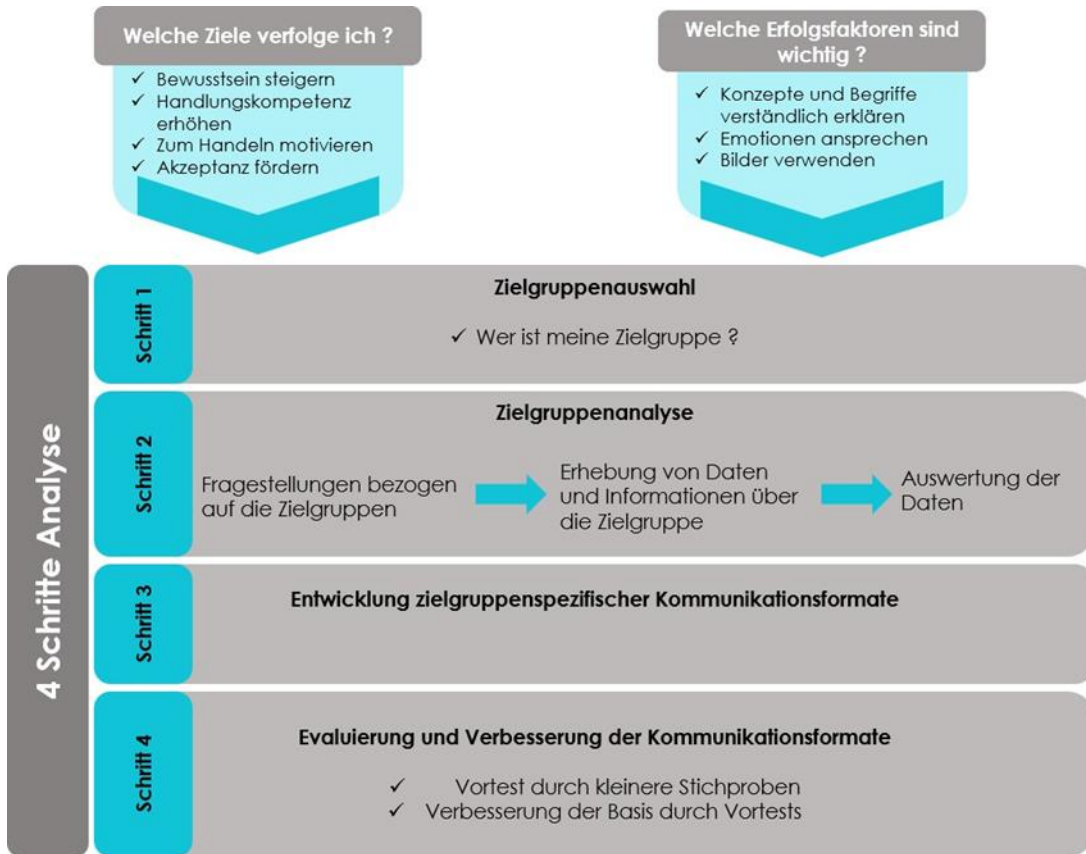 Welche Ziele verfolge ich ?
✓ Bewusstsein steigern
✓ Handlungskompetenz
erhöhen
✓ Zum Handeln motivieren
✓ Akzeptanz fördern
Welche Erfolgsfaktoren sind
wichtig ?
✓ Konzepte und Begriffe
verständlich erklären
✓ Emotionen ansprechen
✓ Bilder verwenden
4 Schritte Analyse
Schritt 1
Zielgruppenauswahl
✓ Wer ist meine Zielgruppe ?
Schritt 2
Zielgruppenanalyse
Fragestellungen bezogen
auf die Zielgruppen
Erhebung von Daten
und Informationen über
die Zielgruppe
Auswertung der
Daten
Schritt 3
Entwicklung zielgruppenspezifischer Kommunikationsformate
Schritt 4
Evaluierung und Verbesserung der Kommunikationsformate
✓ Vortest durch kleinere Stichproben
✓ Verbesserung der Basis durch Vortests